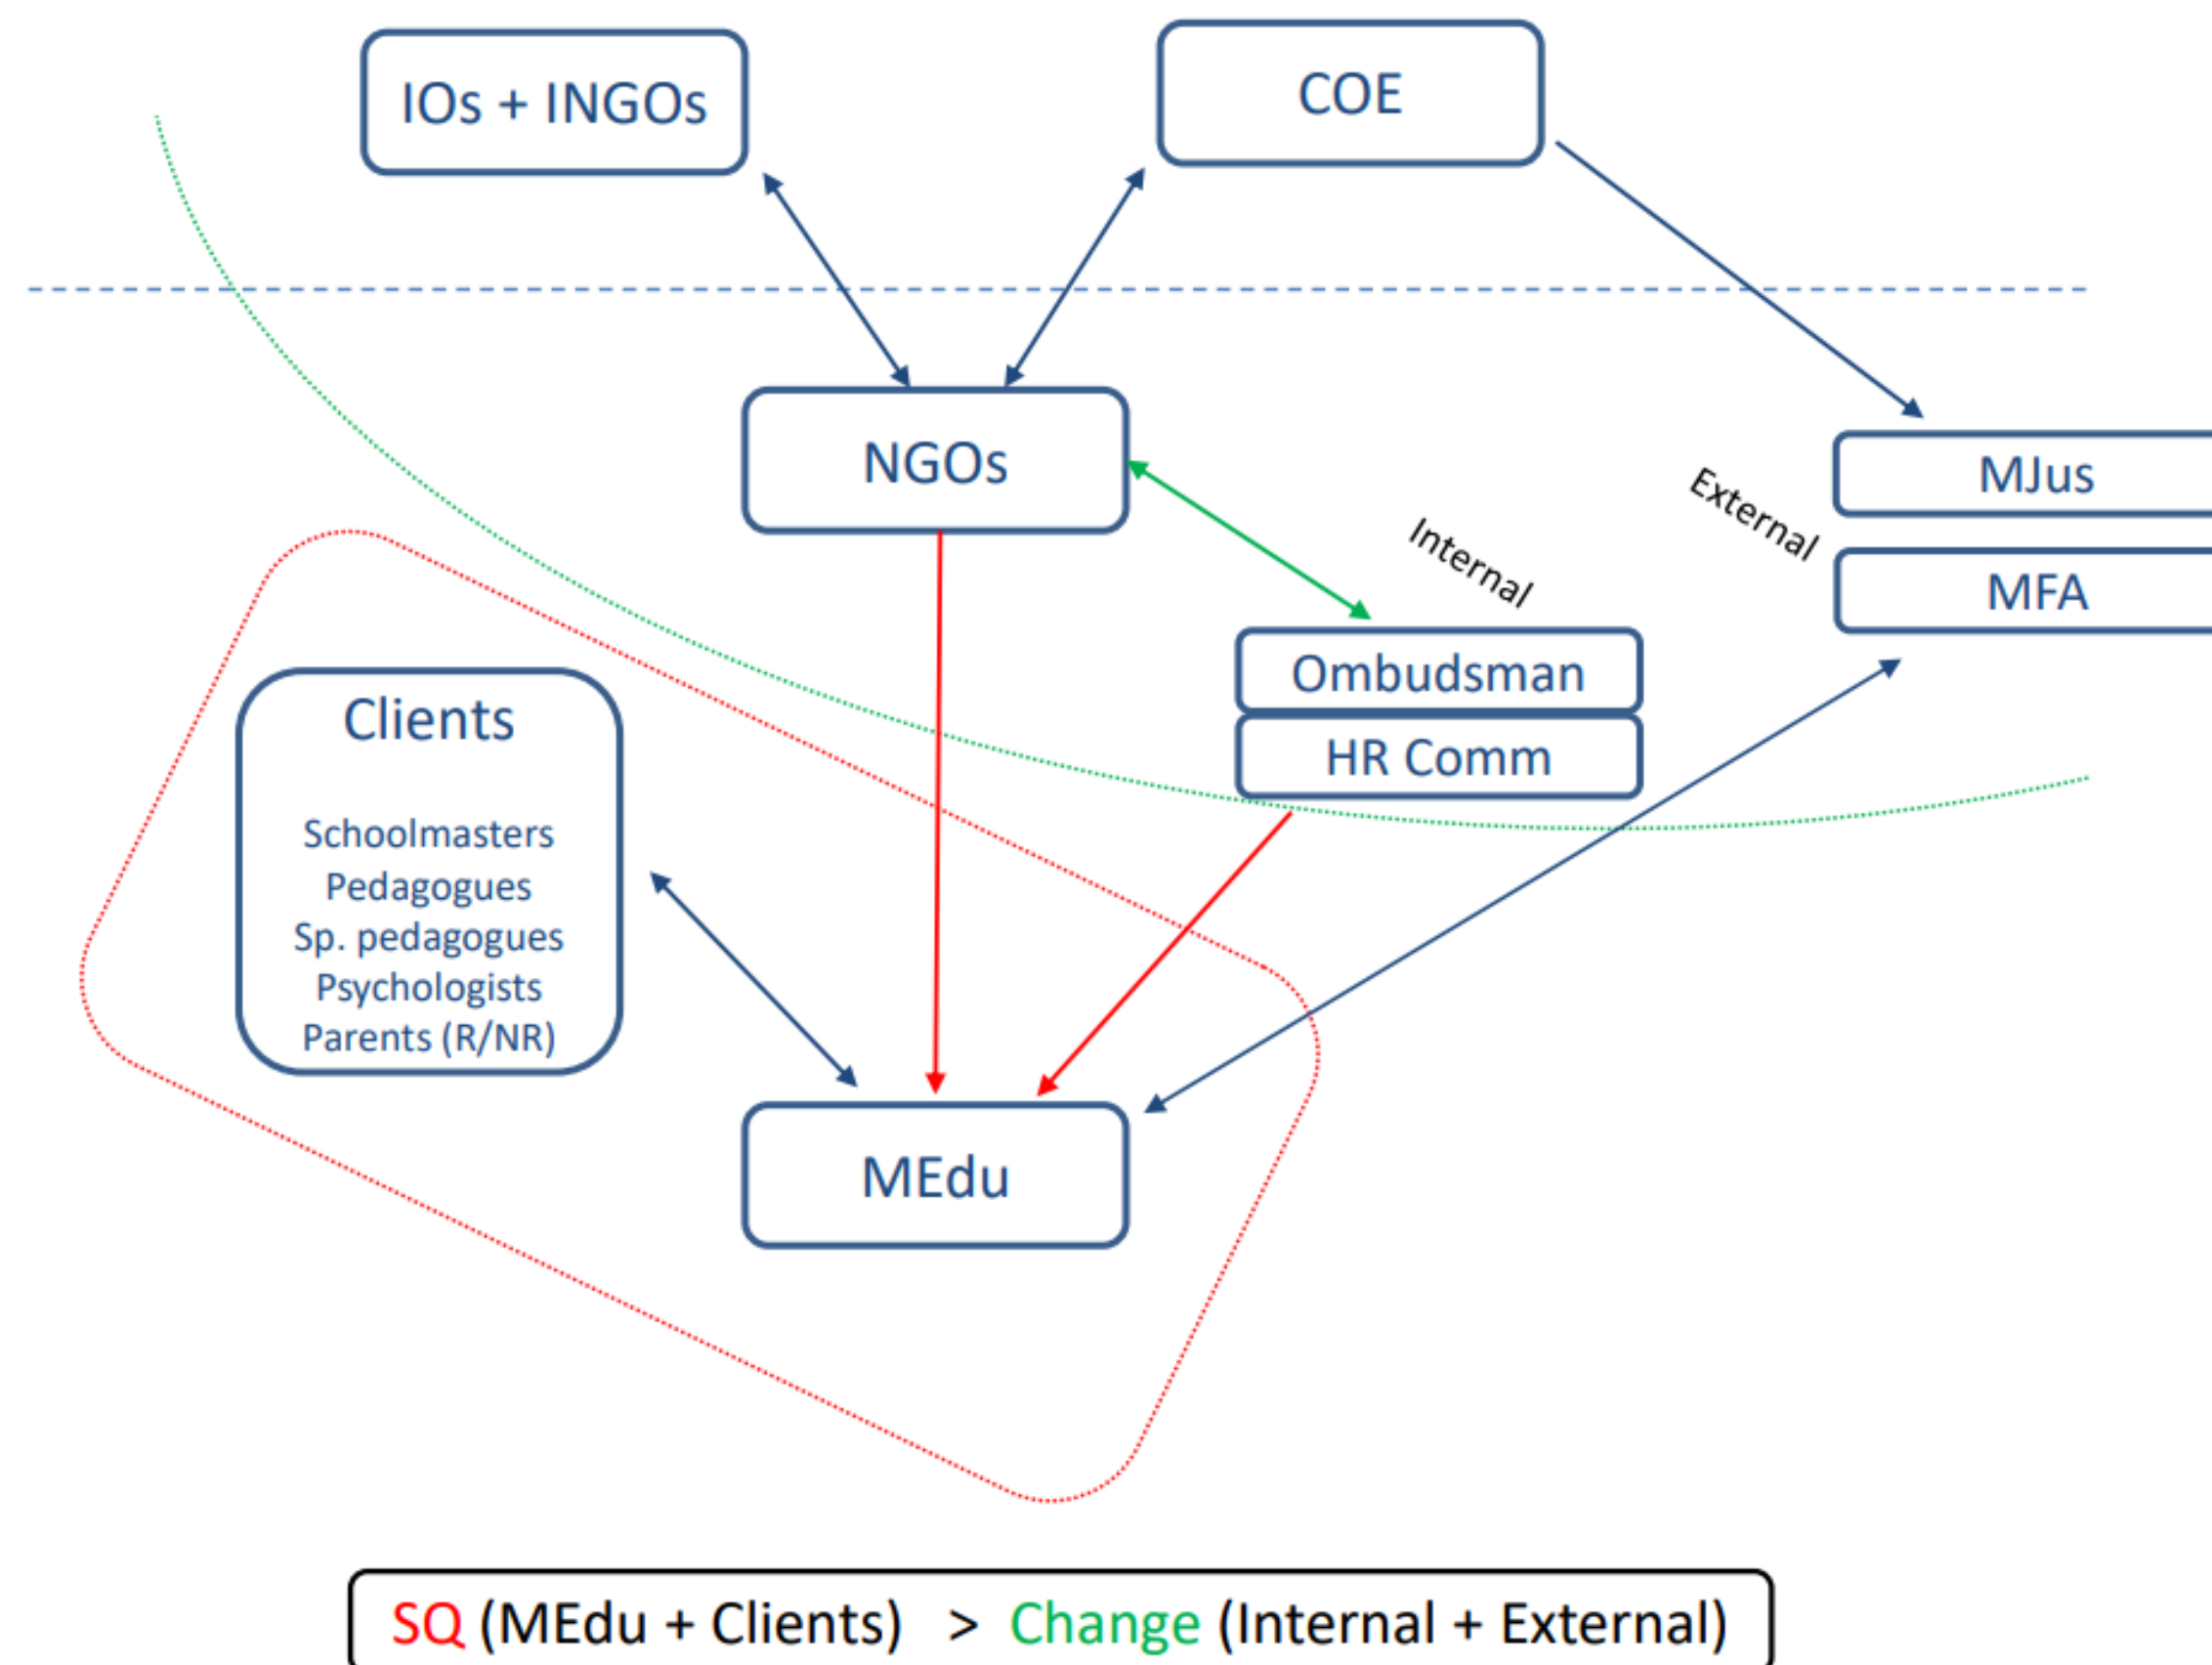 IOs + INGOs
COE
NGOs
Internal
External
MJus
MFA
Ombudsman
HR Comm
Clients
Schoolmasters
Pedagogues
Sp. pedagogues
Psychologists
Parents (R/NR)
MEdu
SQ (MEdu + Clients) > Change (Internal + External)